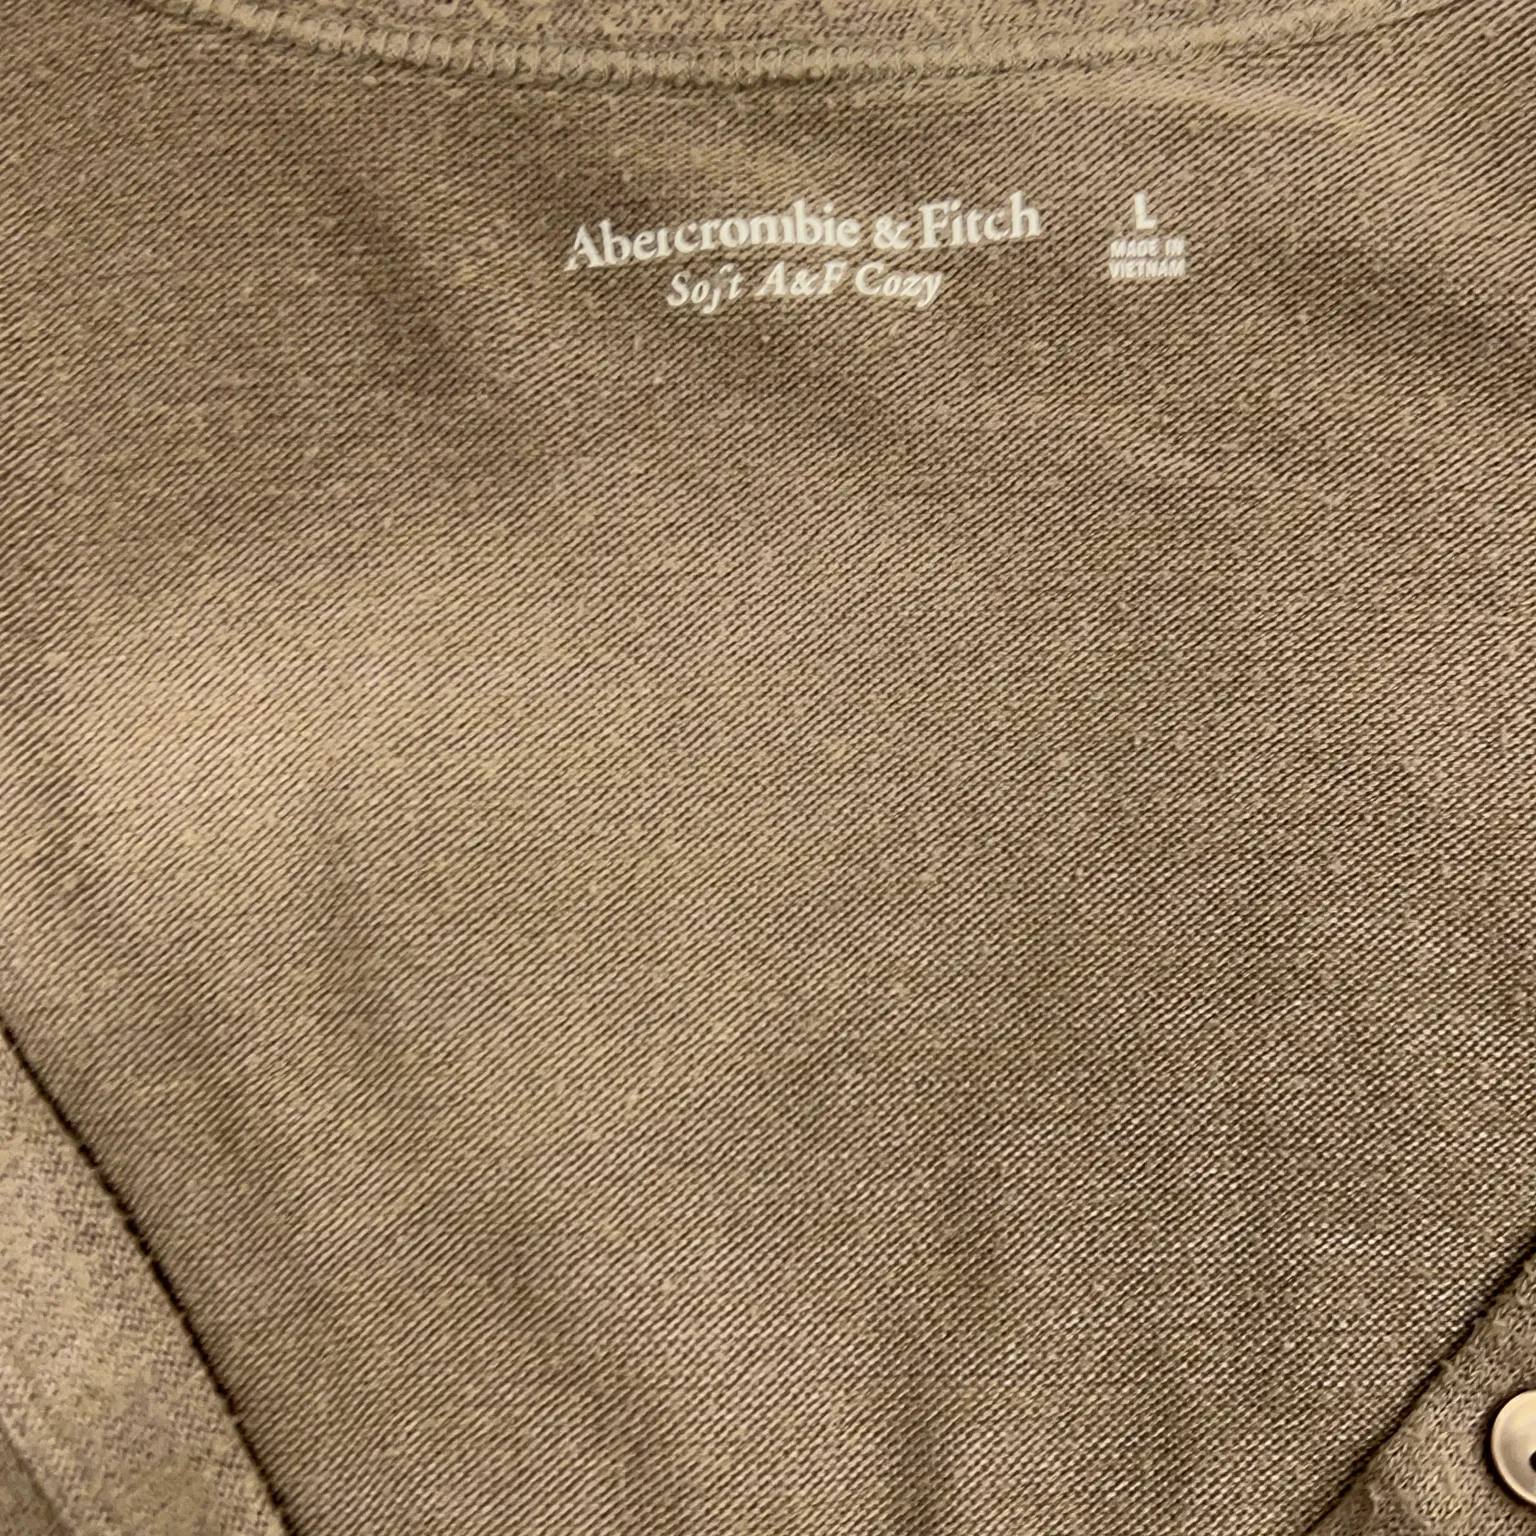 Abercrombie & Fitch
Soft A&F Cozy
L
MADE IN
VIETNAM